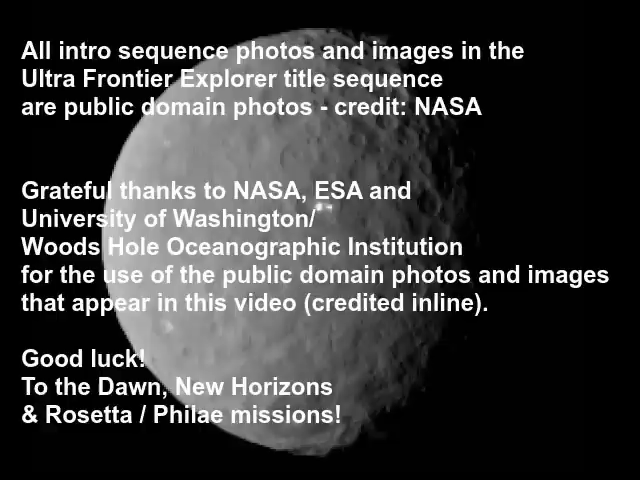 All intro sequence photos and images in the
Ultra Frontier Explorer title sequence
are public domain photos - credit: NASA
Grateful thanks to NASA, ESA and
University of Washington/
Woods Hole Oceanographic Institution
for the use of the public domain photos and images
that appear in this video (credited inline).
Good luck!
To the Dawn, New Horizons
& Rosetta / Philae missions!